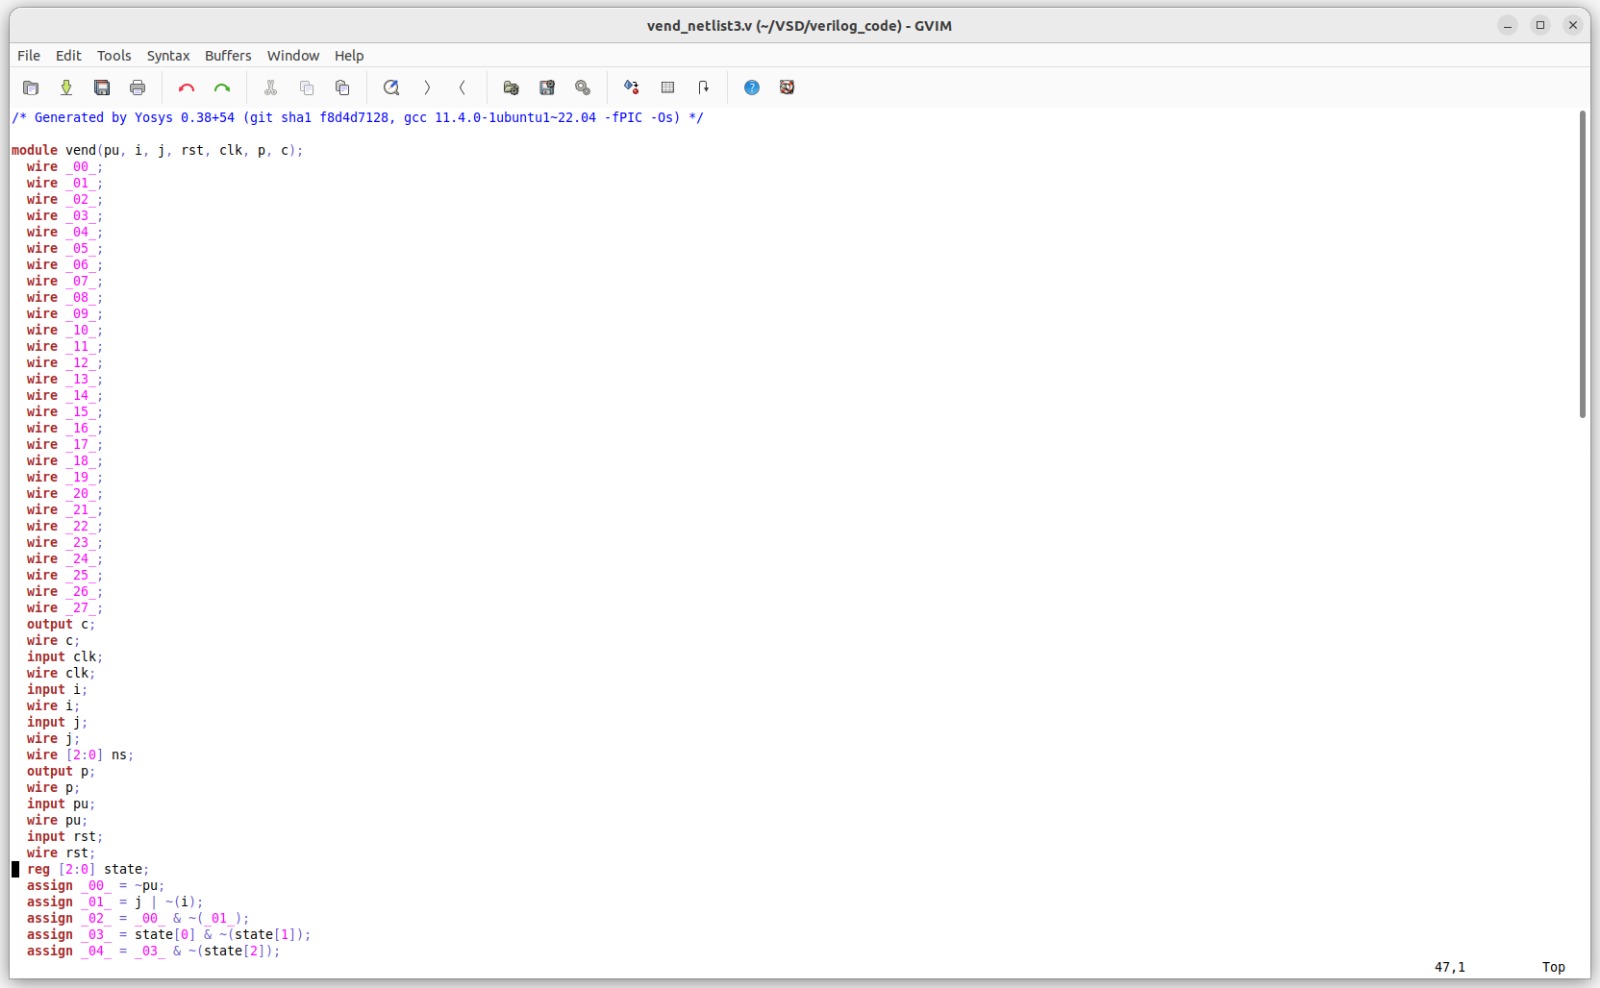 vend_netlist3.v (~/VSD/verilog_code) - GVIM
File Edit Tools Syntax Buffers Window Help
/* Generated by Yosys 0.38+54 (git sha1 f8d4d7128, gcc 11.4.0-1ubuntu1~22.04 -fPIC -Os) */
module vend(pu, i, j, rst, clk, p, c);
  wire _00_;
  wire _01_;
  wire _02_;
  wire _03_;
  wire _04_;
  wire _05_;
  wire _06_;
  wire _07_;
  wire _08_;
  wire _09_;
  wire _10_;
  wire _11_;
  wire _12_;
  wire _13_;
  wire _14_;
  wire _15_;
  wire _16_;
  wire _17_;
  wire _18_;
  wire _19_;
  wire _20_;
  wire _21_;
  wire _22_;
  wire _23_;
  wire _24_;
  wire _25_;
  wire _26_;
  wire _27_;
  output c;
  wire c;
  input clk;
  wire clk;
  input i;
  wire i;
  input j;
  wire j;
  wire [2:0] ns;
  output p;
  wire p;
  input pu;
  wire pu;
  input rst;
  wire rst;
  reg [2:0] state;
  assign _00_ = ~pu;
  assign _01_ = j | ~(i);
  assign _02_ = _00_ & ~(_01_);
  assign _03_ = state[0] & ~(state[1]);
  assign _04_ = _03_ & ~(state[2]);
47,1 Top